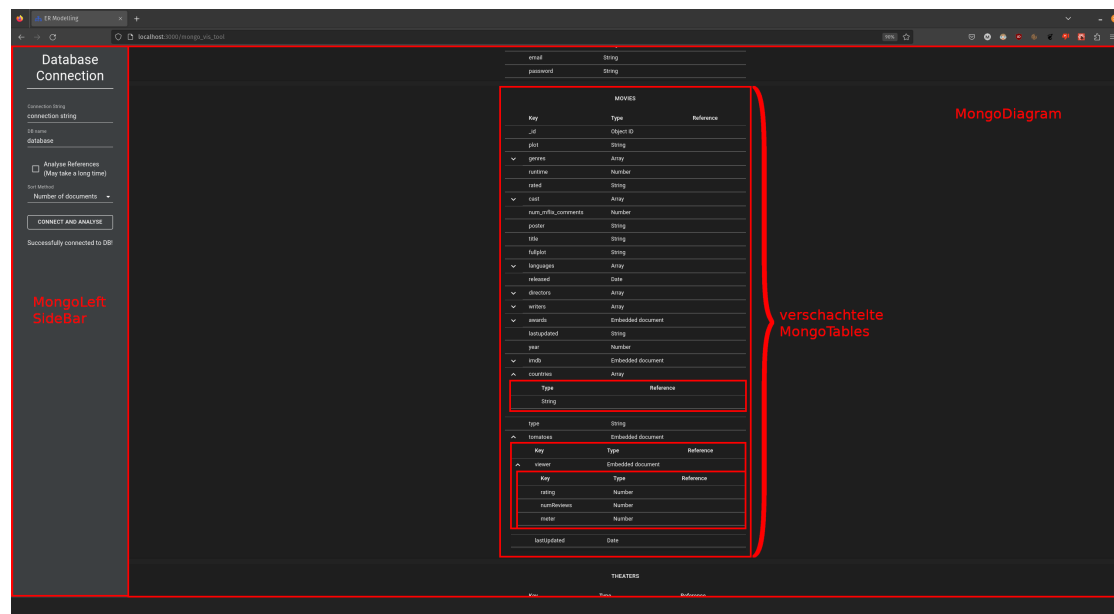 ER Modelling
localhost:3000/mongo_vis_tool
90%
Database
Connection
Connection String
connection string
DB name
database
Analyse References
(May take a long time)
Sort Method
Number of documents
CONNECT AND ANALYSE
Successfully connected to DB!
MongoLeft
SideBar
email String
password String
MOVIES
Key Type Reference
_id Object ID
plot String
genres Array
runtime Number
rated String
cast Array
num_mflix_comments Number
poster String
title String
fullplot String
languages Array
released Date
directors Array
writers Array
awards Embedded document
lastupdated String
year Number
imdb Embedded document
countries Array
Type Reference
String
type String
tomatoes Embedded document
Key Type Reference
viewer Embedded document
Key Type Reference
rating Number
numReviews Number
meter Number
lastUpdated Date
THEATERS
Key Type Reference
MongoDiagram
verschachtelte
MongoTables